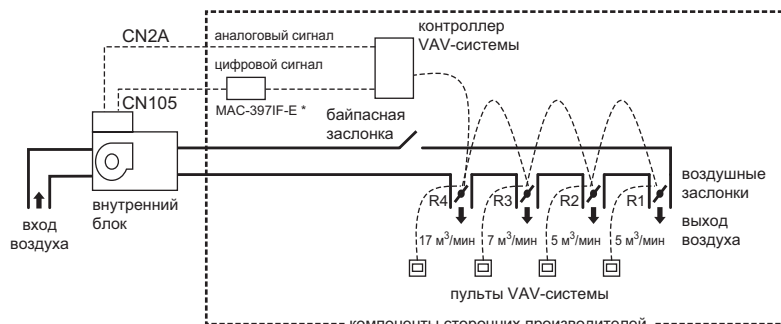 CN2A
аналоговый сигнал
контроллер
VAV-системы
цифровой сигнал
CN105
MAC-397IF-E *
байпасная
заслонка
воздушные
заслонки
R4
R3
R2
R1
внутренний
блок
вход
воздуха
выход
воздуха
17 м³/мин
7 м³/мин
5 м³/мин
5 м³/мин
пульты VAV-системы
компоненты сторонних производителей